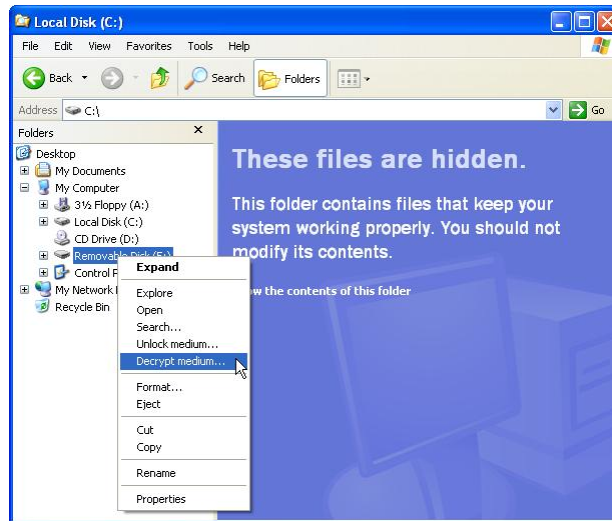 Local Disk (C:)
File Edit View Favorites Tools Help
Back Search Folders
Address C:\ Go
Folders x
Desktop
My Documents
My Computer
3½ Floppy (A:)
Local Disk (C:)
CD Drive (D:)
Removable Disk
Control
My Network
Recycle Bin
Expand
Explore
Open
Search...
Unlock medium...
Decrypt medium...
Format...
Eject
Cut
Copy
Rename
Properties
These files are hidden.
This folder contains files that keep your
system working properly. You should not
modify its contents.
the contents of this folder